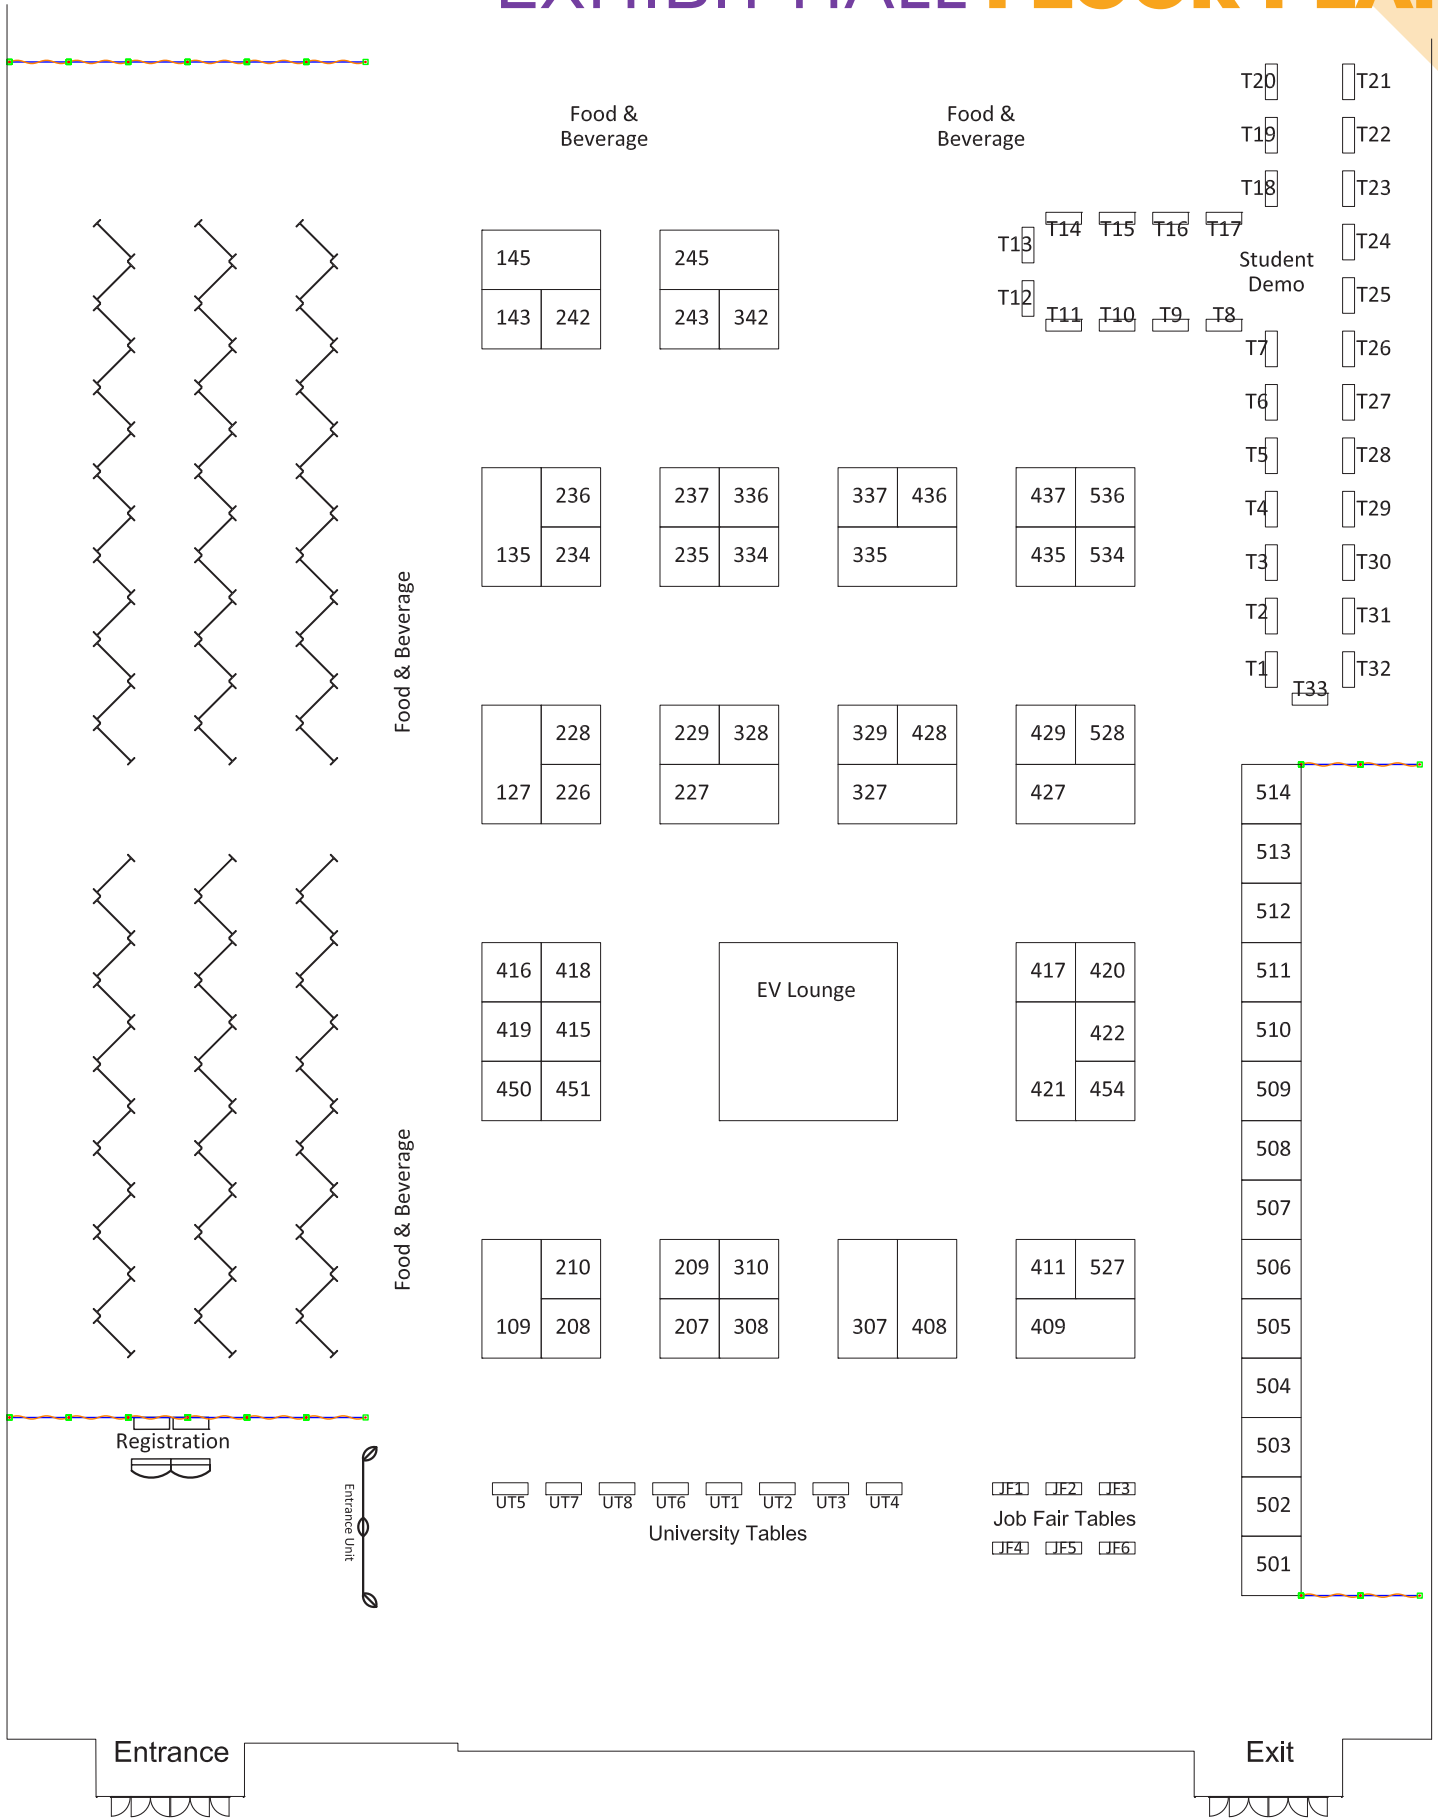 EXHIBIT HALL FLOOR PLAN
T20
T21
Food &
Beverage
Food &
Beverage
T19
T22
T18
T23
T14 T15 T16 T17
T13
T24
145
245
Student
Demo
T12
T25
143 242
243 342
T11 T10 T9 T8
T7
T26
T6
T27
T5
T28
236
237 336
337 436
437 536
T4
T29
135 234
235 334
335
435 534
T3
T30
Food & Beverage
T2
T31
T1
T32
T33
228
229 328
329 428
429 528
127 226
227
327
427
514
513
512
416 418
EV Lounge
417 420
511
419 415
422
510
450 451
421 454
509
508
Food & Beverage
507
210
209 310
411 527
506
109 208
207 308
307 408
409
505
504
Registration
503
Entrance Unit
UT5 UT7 UT8 UT6 UT1 UT2 UT3 UT4
University Tables
JF1 JF2 JF3
Job Fair Tables
JF4 JF5 JF6
502
501
Entrance
Exit